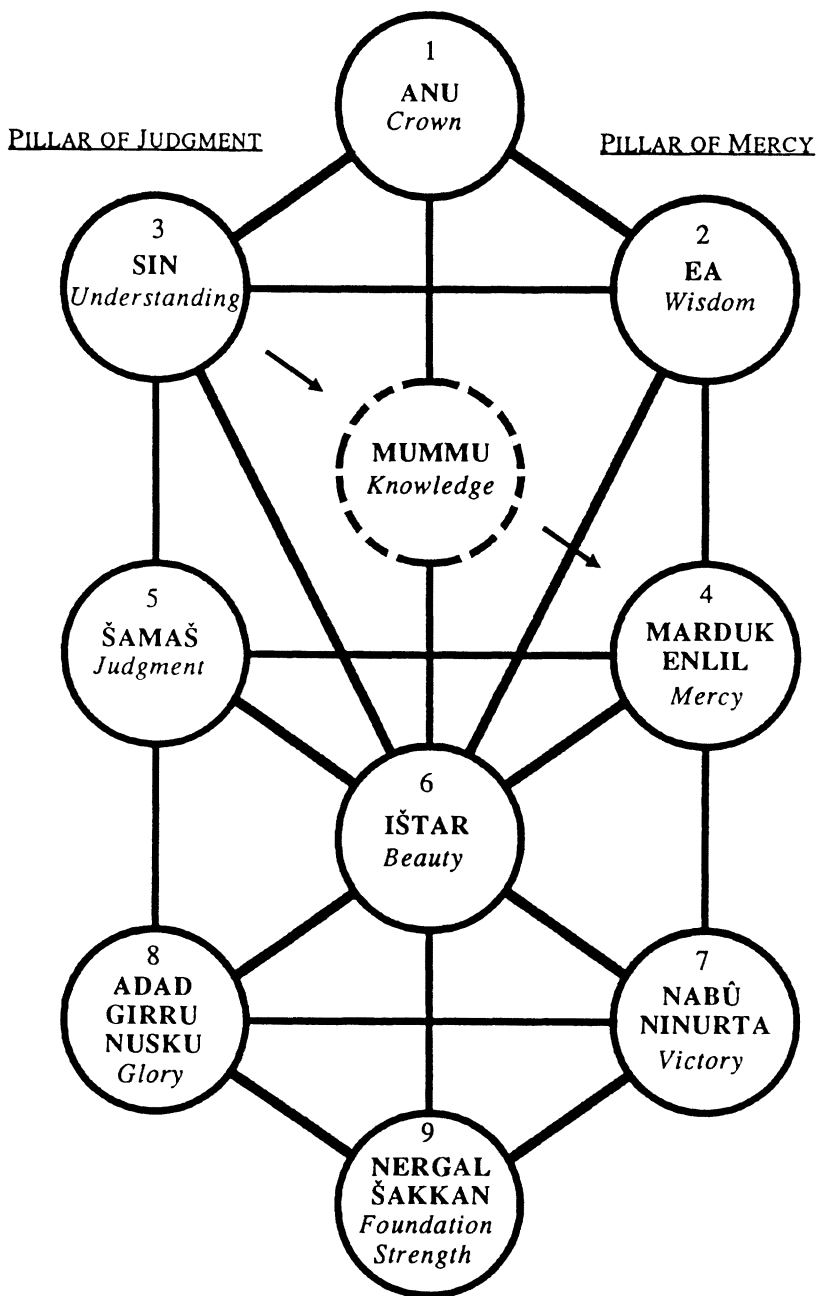 1
ANU
Crown
PILLAR OF JUDGMENT
PILLAR OF MERCY
3
SIN
Understanding
2
EA
Wisdom
MUMMU
Knowledge
5
ŠAMAŠ
Judgment
4
MARDUK
ENLIL
Mercy
6
IŠTAR
Beauty
8
ADAD
GIRRU
NUSKU
Glory
7
NABÛ
NINURTA
Victory
9
NERGAL
ŠAKKAN
Foundation
Strength